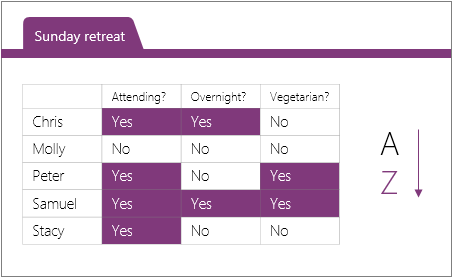 Sunday retreat
Attending? Overnight? Vegetarian?
Chris Yes Yes No
Molly No No No
Peter Yes No Yes
Samuel Yes Yes Yes
Stacy Yes No No
A
Z